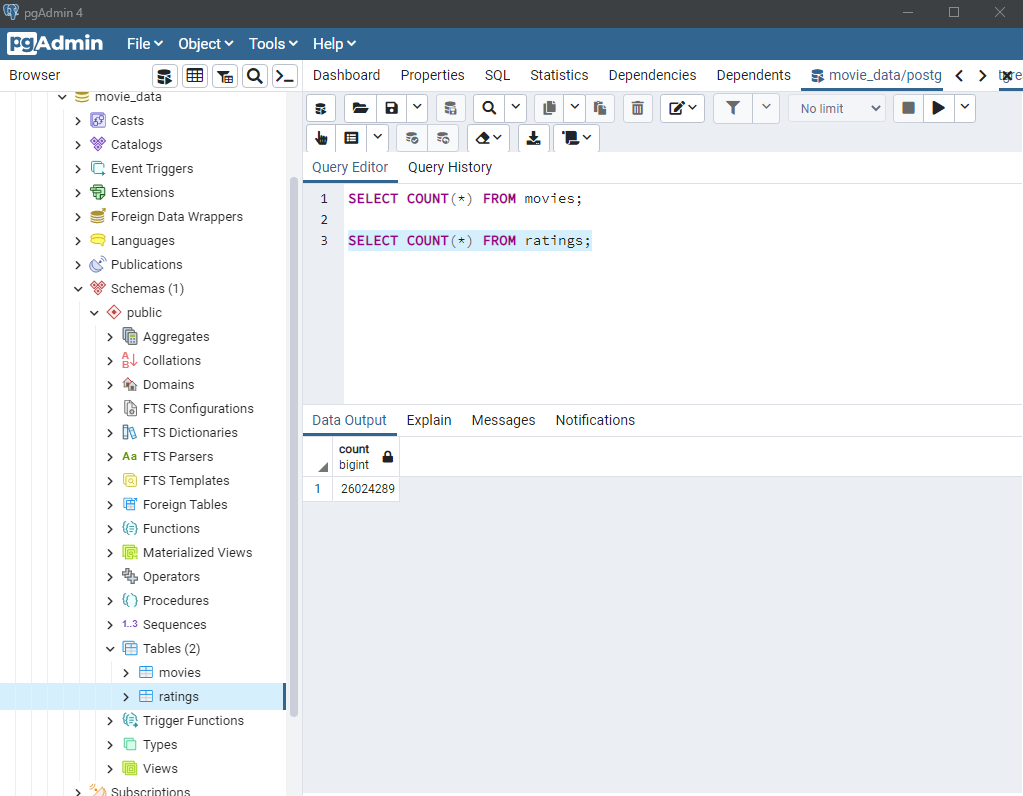 pgAdmin 4
pgAdmin File Object Tools Help
Browser
Dashboard Properties SQL Statistics Dependencies Dependents movie_data/postg
movie_data
Casts
Catalogs
Event Triggers
Extensions
Foreign Data Wrappers
Languages
Publications
Schemas (1)
public
Aggregates
Collations
Domains
FTS Configurations
FTS Dictionaries
Aa FTS Parsers
FTS Templates
Foreign Tables
Functions
Materialized Views
Operators
Procedures
1..3 Sequences
Tables (2)
movies
ratings
Trigger Functions
Types
Views
Subscriptions
No limit
Query Editor Query History
1 SELECT COUNT(*) FROM movies;
2
3 SELECT COUNT(*) FROM ratings;
Data Output Explain Messages Notifications
count
bigint
1 26024289